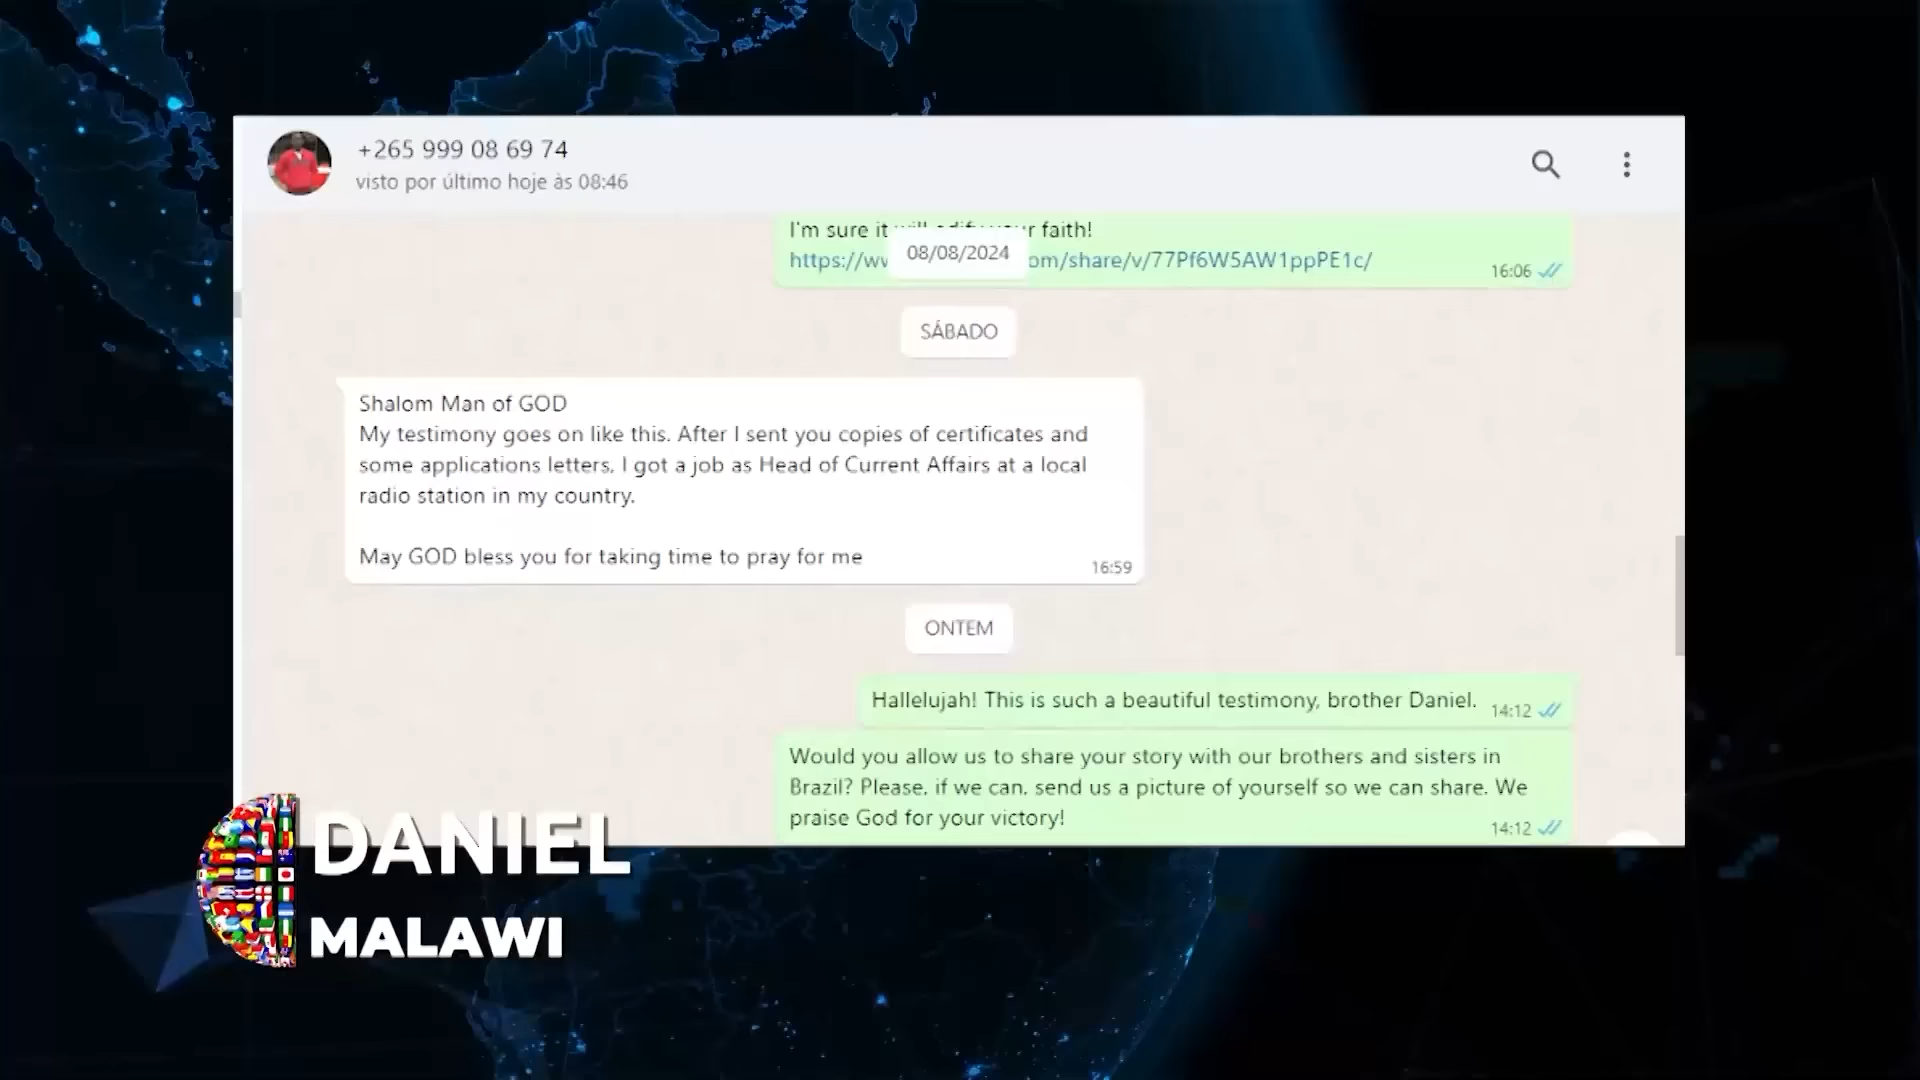 +265 999 08 69 74
visto por último hoje às 08:46
I'm sure it will edify your faith!
08/08/2024
https://ww om/share/v/77Pf6W5AW1ppPE1c/
16:06
SÁBADO
Shalom Man of GOD
My testimony goes on like this. After I sent you copies of certificates and
some applications letters, I got a job as Head of Current Affairs at a local
radio station in my country.
May GOD bless you for taking time to pray for me
16:59
ONTEM
Hallelujah! This is such a beautiful testimony, brother Daniel.
14:12
Would you allow us to share your story with our brothers and sisters in
Brazil? Please, if we can, send us a picture of yourself so we can share. We
praise God for your victory!
14:12
DANIEL
MALAWI